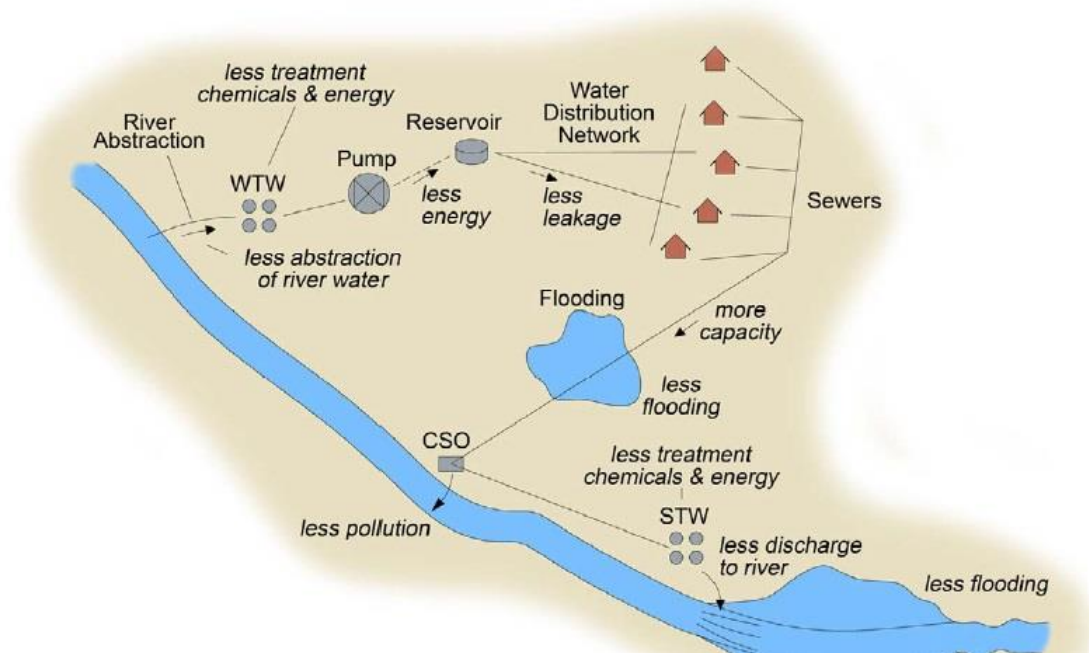 less treatment
chemicals & energy
River
Abstraction
WTW
Pump
Reservoir
Water
Distribution
Network
less
energy
less
leakage
Sewers
less abstraction
of river water
Flooding
more
capacity
less
flooding
CSO
less treatment
chemicals & energy
STW
less pollution
less discharge
to river
less flooding